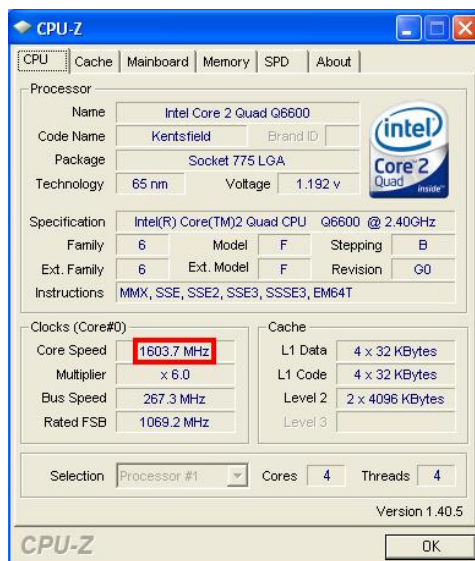 CPU-Z
CPU Cache Mainboard Memory SPD About
Processor
Name Intel Core 2 Quad Q6600
Code Name Kentsfield Brand ID
Package Socket 775 LGA
Technology 65 nm Voltage 1.192 v
intel
Core 2
Quad inside
Specification Intel(R) Core(TM)2 Quad CPU Q6600 @ 2.40GHz
Family 6 Model F Stepping B
Ext. Family 6 Ext. Model F Revision G0
Instructions MMX, SSE, SSE2, SSE3, SSSE3, EM64T
Clocks (Core#0) Cache
Core Speed 1603.7 MHz L1 Data 4 x 32 KBytes
Multiplier x 6.0 L1 Code 4 x 32 KBytes
Bus Speed 267.3 MHz Level 2 2 x 4096 KBytes
Rated FSB 1069.2 MHz Level 3
Selection Processor #1 Cores 4 Threads 4
Version 1.40.5
CPU-Z OK